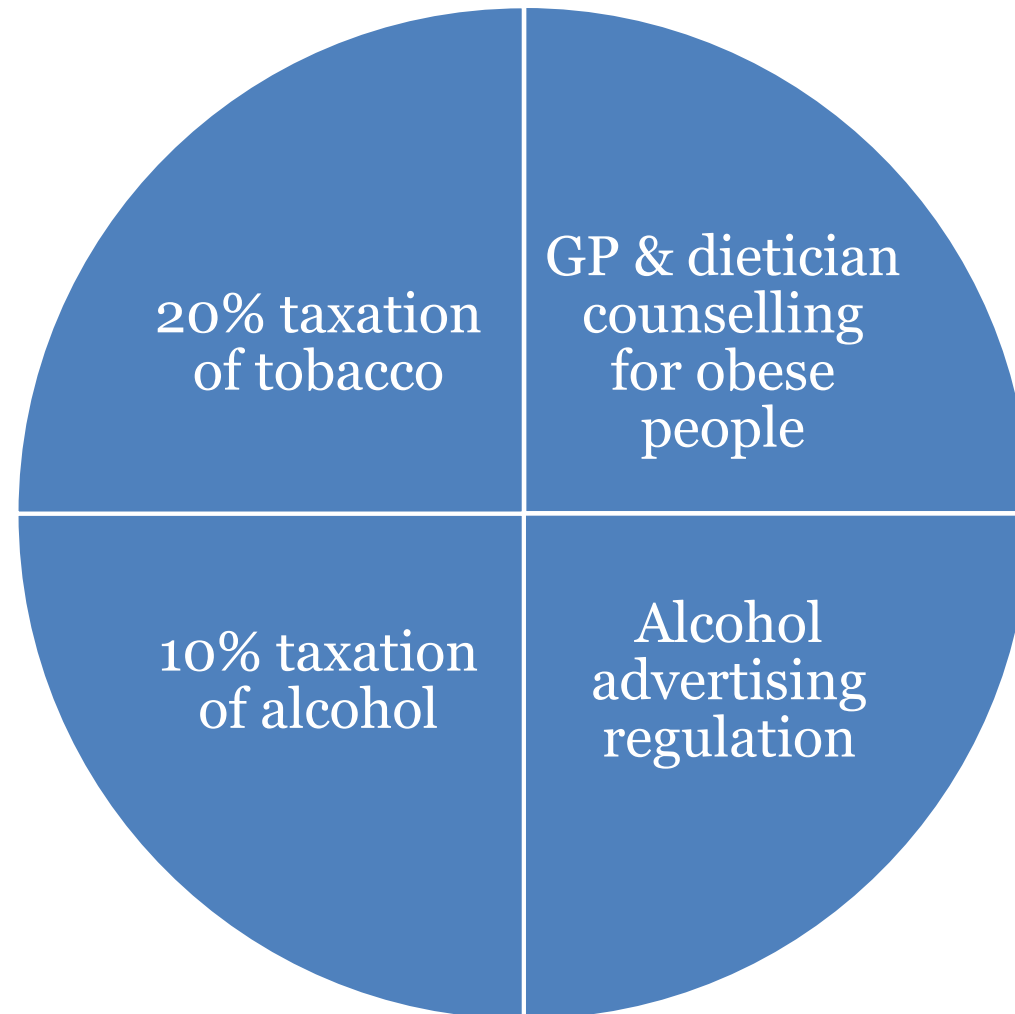 20% taxation
of tobacco
GP & dietician
counselling
for obese
people
10% taxation
of alcohol
Alcohol
advertising
regulation